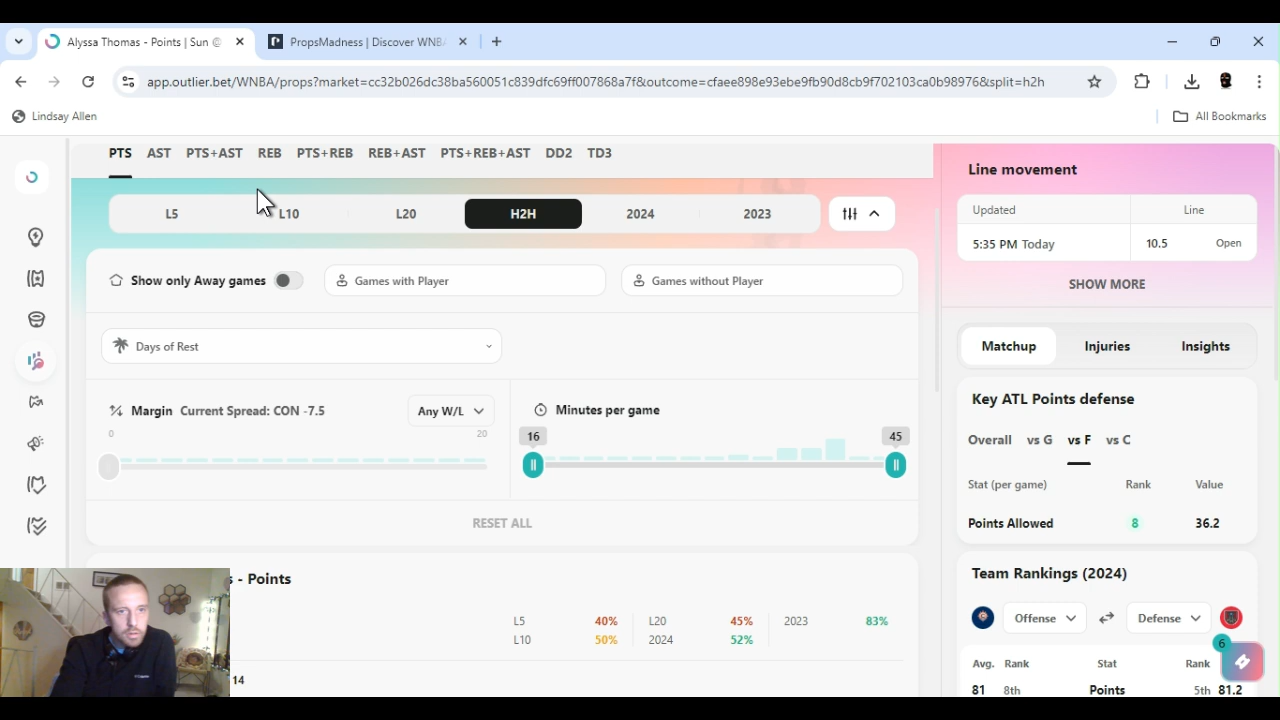 Alyssa Thomas - Points | Sun @
PropsMadness | Discover WNB
app.outlier.bet/WNBA/props?market=cc32b026dc38ba560051c839dfc69ff007868a7f&outcome=cfaee898e93ebe9fb90d8cb9f702103ca0b98976&split=h2h
Lindsay Allen
All Bookmarks
PTS AST PTS+AST REB PTS+REB REB+AST PTS+REB+AST DD2 TD3
L5 L10 L20 H2H 2024 2023
Show only Away games
Games with Player
Games without Player
Days of Rest
Margin Current Spread: CON -7.5
Any W/L
0 20
Minutes per game
16 45
RESET ALL
s - Points
L5 40% L20 45% 2023 83%
L10 50% 2024 52%
14
Line movement
Updated Line
5:35 PM Today 10.5 Open
SHOW MORE
Matchup Injuries Insights
Key ATL Points defense
Overall vs G vs F vs C
Stat (per game) Rank Value
Points Allowed 8 36.2
Team Rankings (2024)
Offense Defense
6
Avg. Rank Stat Rank
81 8th Points 5th 81.2